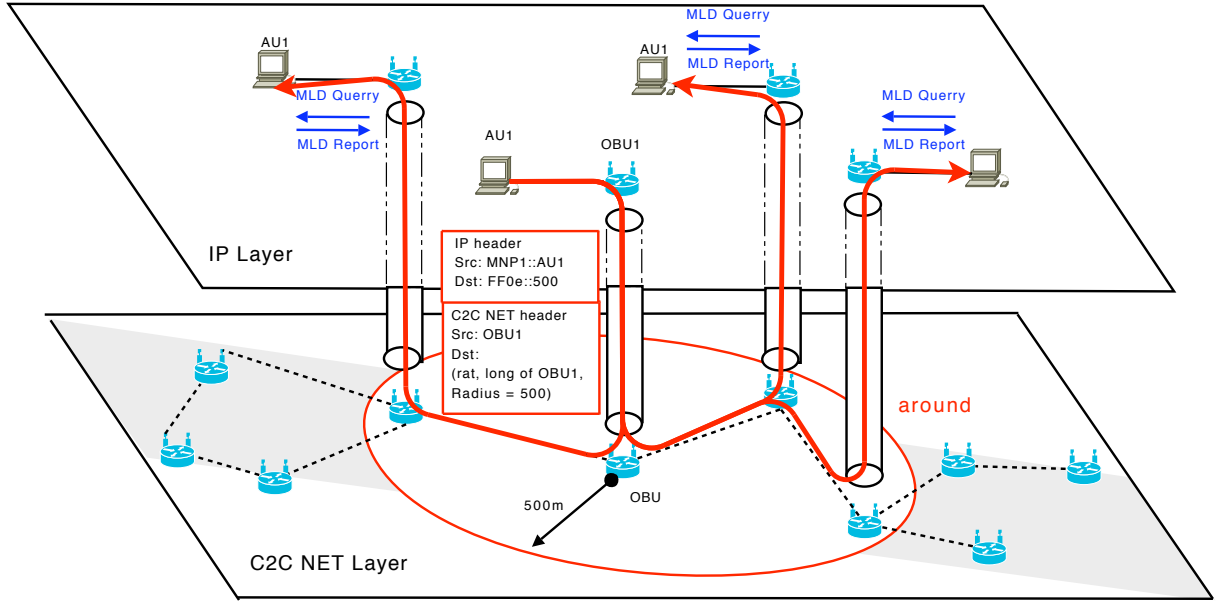 MLD Querry
AU1
AU1
MLD Report
MLD Querry
MLD Querry
MLD Report
MLD Report
AU1
OBU1
IP Layer
IP header
Src: MNP1::AU1
Dst: FF0e::500
C2C NET header
Src: OBU1
Dst:
(rat, long of OBU1,
Radius = 500)
around
500m
OBU
C2C NET Layer